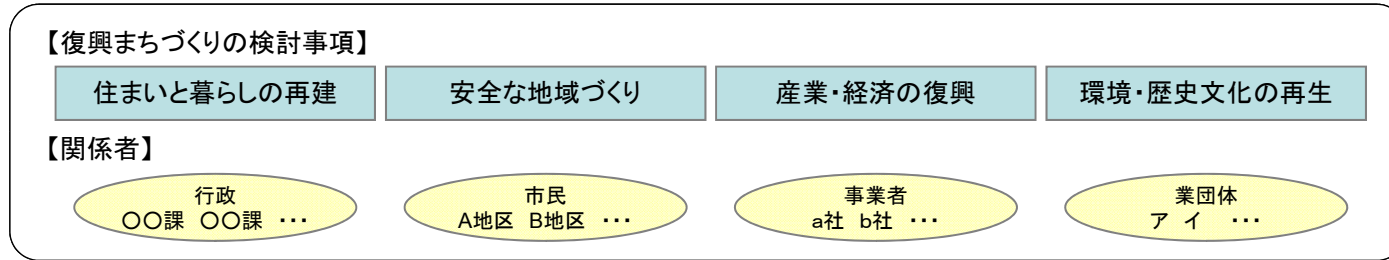 【復興まちづくりの検討事項】
住まいと暮らしの再建
安全な地域づくり
産業・経済の復興
環境・歴史文化の再生
【関係者】
行政
〇〇課 〇〇課 ・・・
市民
A地区 B地区 ・・・
事業者
a社 b社 ・・・
業団体
ア イ ・・・